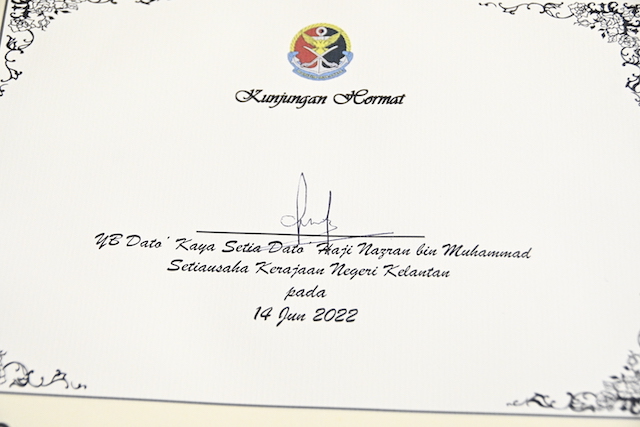 Kunjungan Hormat
YB Dato' Kaya Setia Dato' Haji Nazran bin Muhammad
Setiausaha Kerajaan Negeri Kelantan
pada
14 Jun 2022